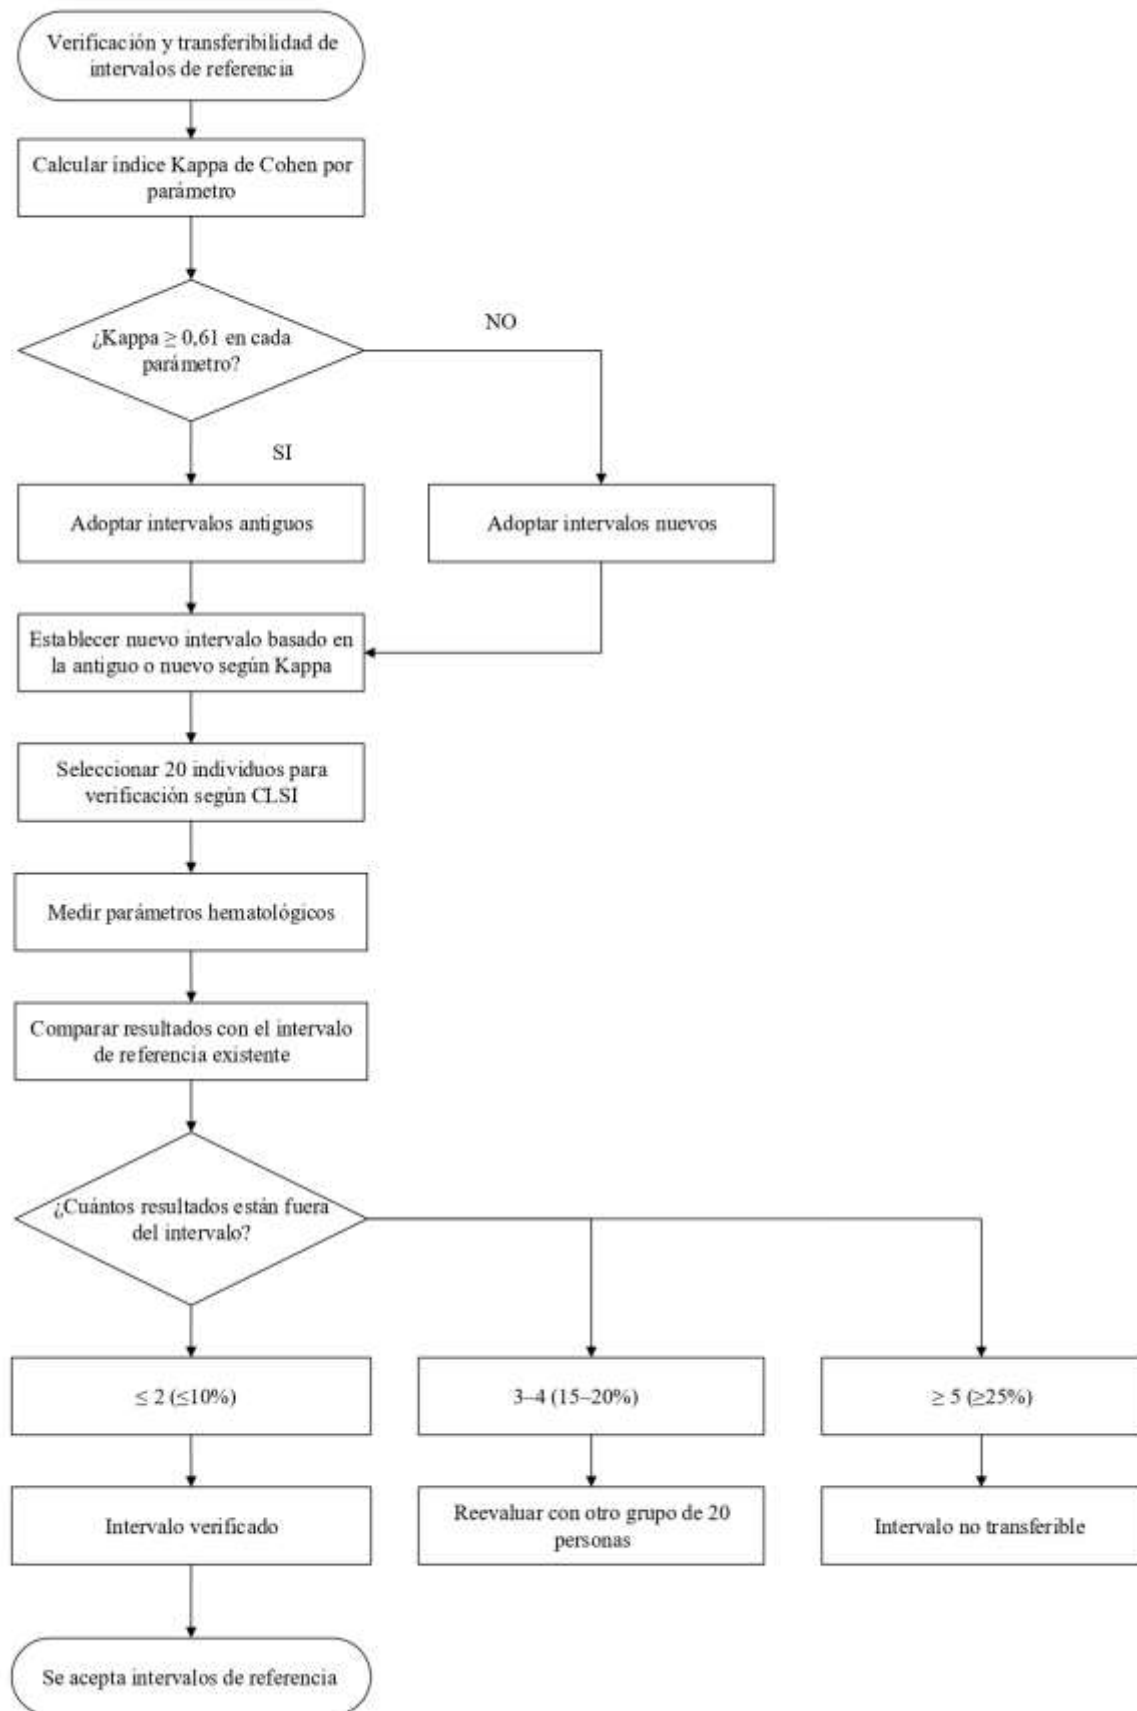 Verificación y transferibilidad de
intervalos de referencia
Calcular índice Kappa de Cohen por
parámetro
¿Kappa ≥ 0,61 en cada
parámetro?
NO
SI
Adoptar intervalos antiguos
Adoptar intervalos nuevos
Establecer nuevo intervalo basado en
la antiguo o nuevo según Kappa
Seleccionar 20 individuos para
verificación según CLSI
Medir parámetros hematológicos
Comparar resultados con el intervalo
de referencia existente
¿Cuántos resultados están fuera
del intervalo?
≤ 2 (≤10%)
3–4 (15–20%)
≥ 5 (≥25%)
Intervalo verificado
Reevaluar con otro grupo de 20
personas
Intervalo no transferible
Se acepta intervalos de referencia